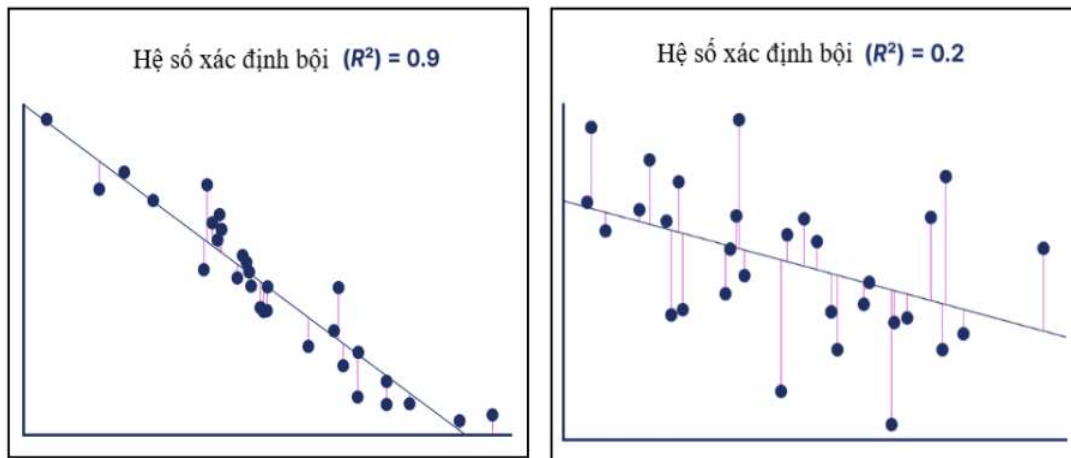 Hệ số xác định bội (R²) = 0.9
Hệ số xác định bội (R²) = 0.2